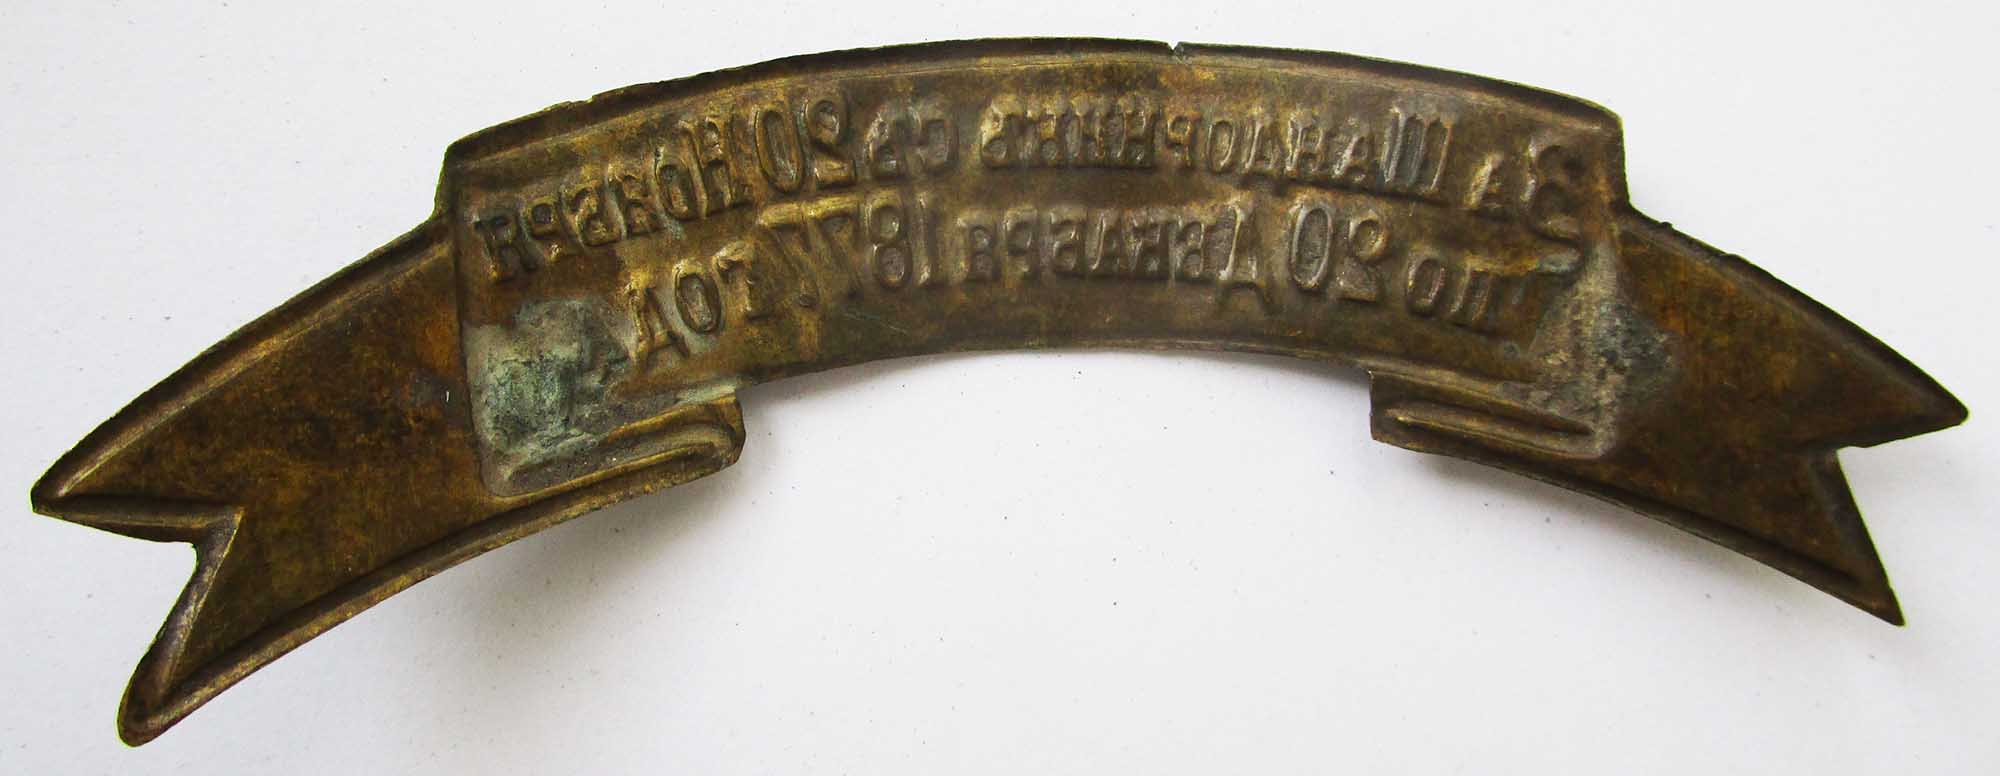 За Шандорникъ съ 20 Ноября
по 20 Декабря 1877 года